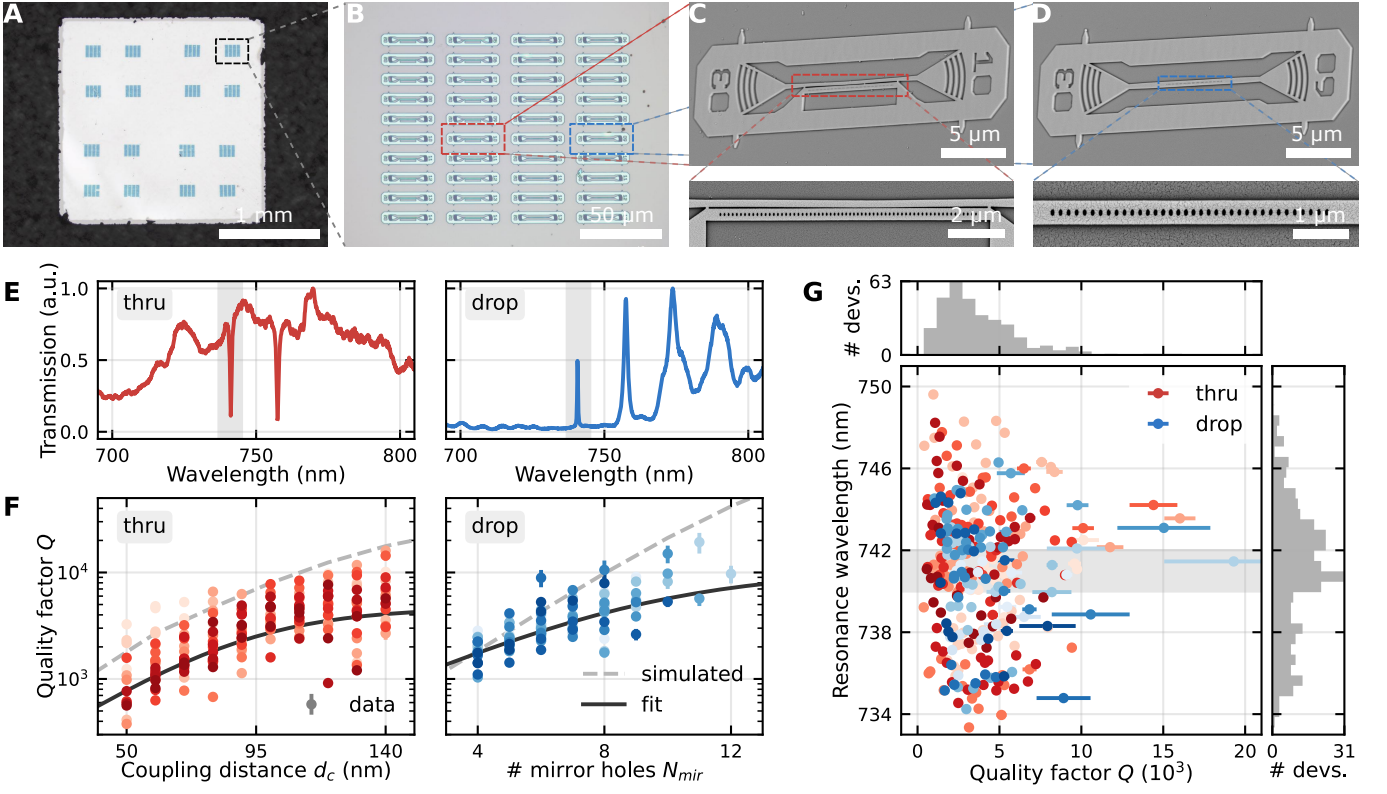 A
1 mm
B
50 µm
C
03
10
5 µm
2 µm
D
03
09
5 µm
1 µm
E
Transmission (a.u.)
1.0
0.5
0.0
thru
700
750
800
Wavelength (nm)
drop
700
750
800
Wavelength (nm)
F
Quality factor Q
10⁴
10³
thru
data
50
95
140
Coupling distance d_c (nm)
drop
simulated
fit
4
8
12
# mirror holes N_mir
G
# devs.
63
0
Resonance wavelength (nm)
750
746
742
738
734
thru
drop
0
5
10
15
20
Quality factor Q (10³)
0
31
# devs.